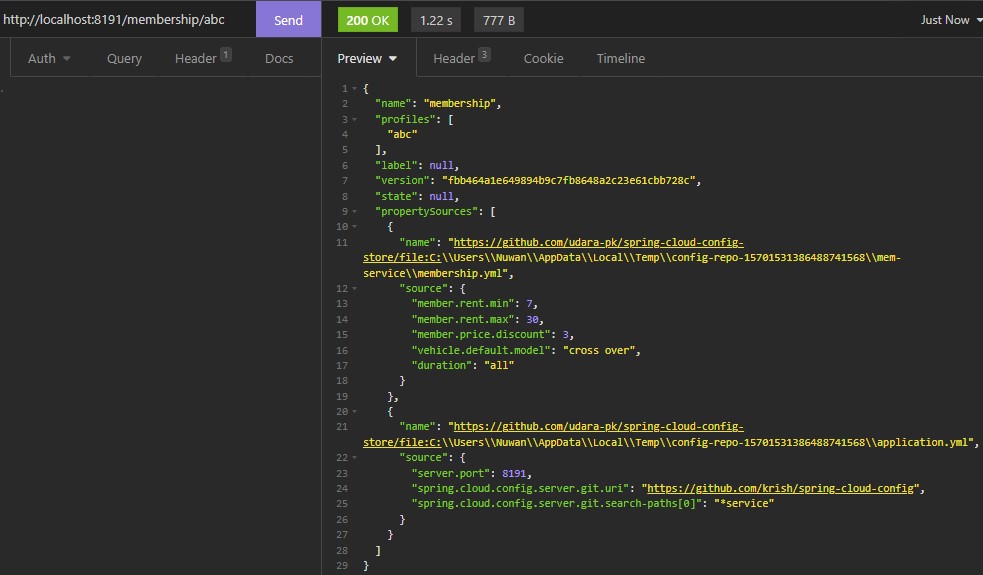 http://localhost:8191/membership/abc Send 200 OK 1.22 s 777 B Just Now
Auth Query Header 1 Docs Preview Header 3 Cookie Timeline
1 {
2 "name": "membership",
3 "profiles": [
4 "abc"
5 ],
6 "label": null,
7 "version": "fbb464a1e649894b9c7fb8648a2c23e61cbb728c",
8 "state": null,
9 "propertySources": [
10 {
11 "name": "https://github.com/udara-pk/spring-cloud-config-
store/file:C:\\Users\\Nuwan\\AppData\\Local\\Temp\\config-repo-15701531386488741568\\mem-
service\\membership.yml",
12 "source": {
13 "member.rent.min": 7,
14 "member.rent.max": 30,
15 "member.price.discount": 3,
16 "vehicle.default.model": "cross over",
17 "duration": "all"
18 }
19 },
20 {
21 "name": "https://github.com/udara-pk/spring-cloud-config-
store/file:C:\\Users\\Nuwan\\AppData\\Local\\Temp\\config-repo-15701531386488741568\\application.yml",
22 "source": {
23 "server.port": 8191,
24 "spring.cloud.config.server.git.uri": "https://github.com/krish/spring-cloud-config",
25 "spring.cloud.config.server.git.search-paths[0]": "*service"
26 }
27 }
28 ]
29 }